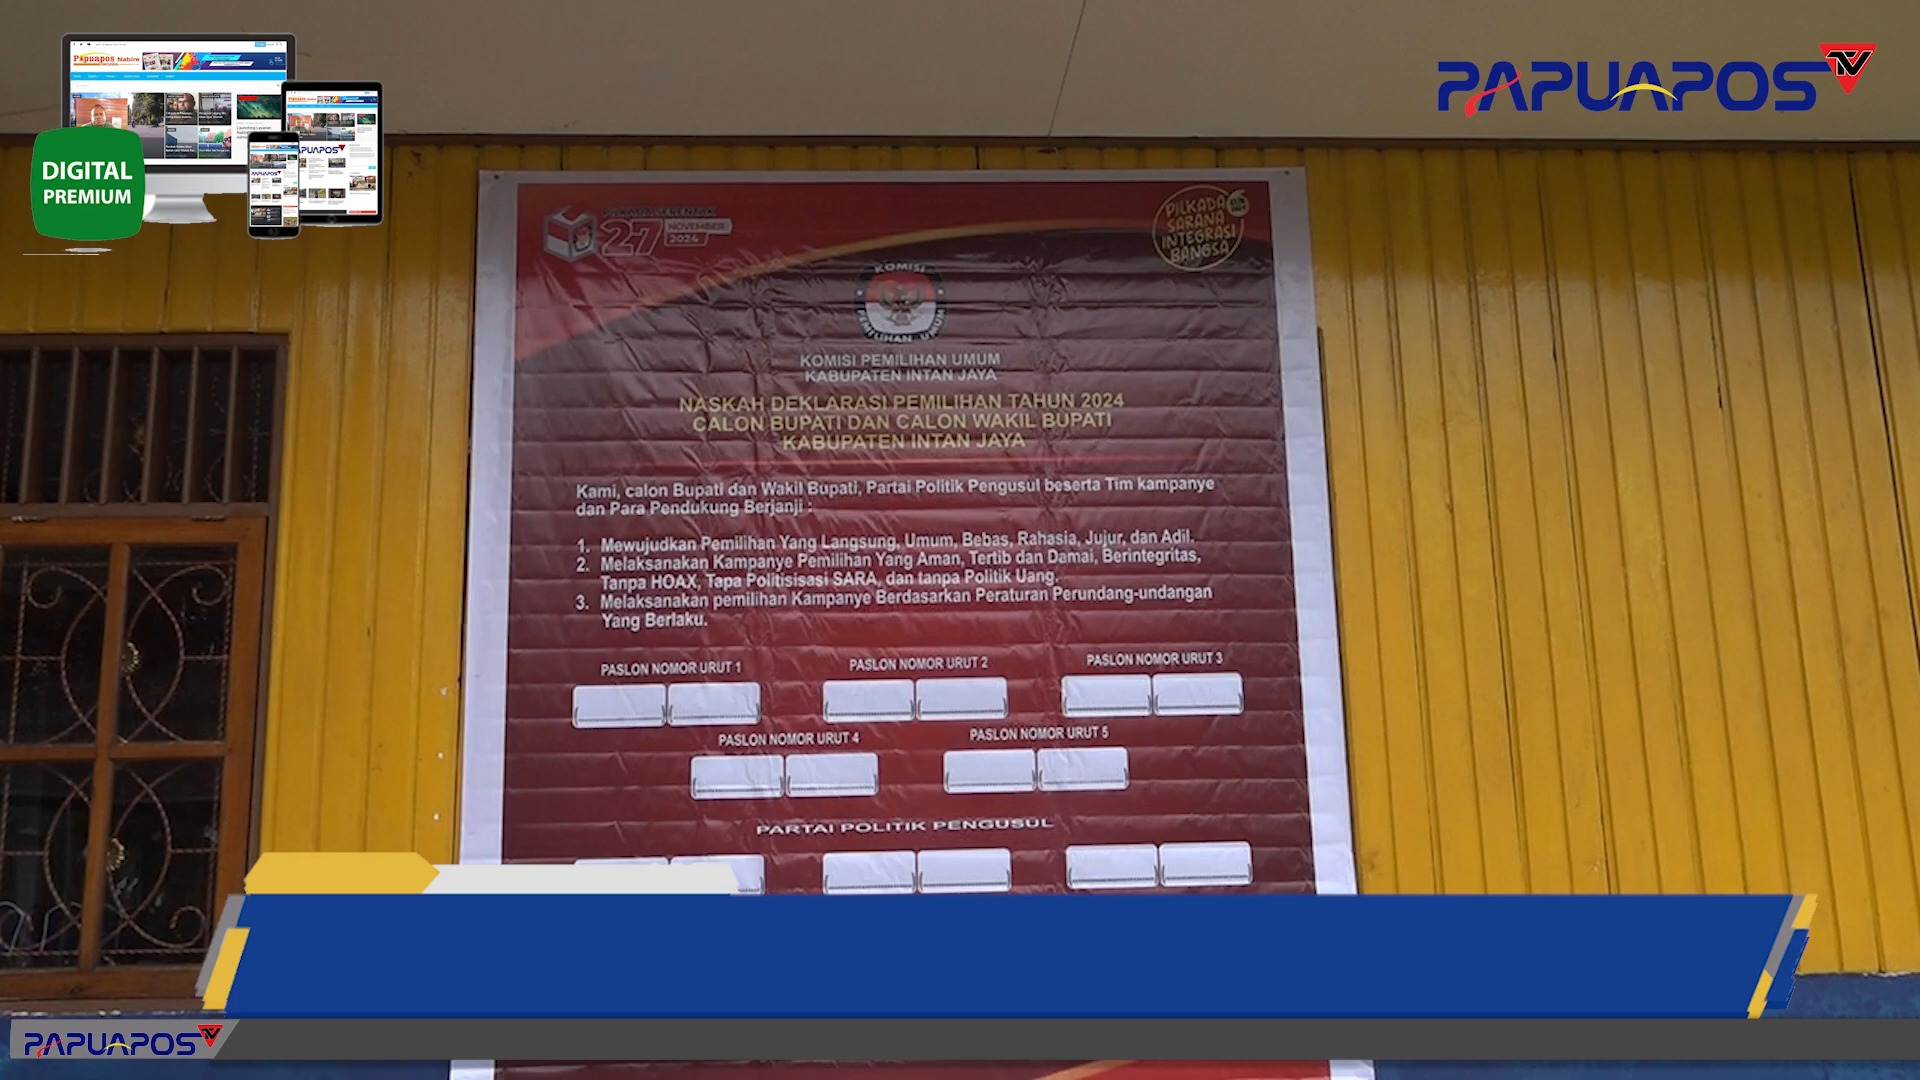 Papuapos Nabire
DIGITAL
PREMIUM
PAPUAPOS TV
PILKADA SERENTAK
27 NOVEMBER
2024
PILKADA
SARANA
INTEGRASI
BANGSA
KOMISI
PEMILIHAN UMUM
KOMISI PEMILIHAN UMUM
KABUPATEN INTAN JAYA
NASKAH DEKLARASI PEMILIHAN TAHUN 2024
CALON BUPATI DAN CALON WAKIL BUPATI
KABUPATEN INTAN JAYA
Kami, calon Bupati dan Wakil Bupati, Partai Politik Pengusul beserta Tim kampanye
dan Para Pendukung Berjanji :
1. Mewujudkan Pemilihan Yang Langsung, Umum, Bebas, Rahasia, Jujur, dan Adil.
2. Melaksanakan Kampanye Pemilihan Yang Aman, Tertib dan Damai, Berintegritas,
Tanpa HOAX, Tapa Politisisasi SARA, dan tanpa Politik Uang.
3. Melaksanakan pemilihan Kampanye Berdasarkan Peraturan Perundang-undangan
Yang Berlaku.
PASLON NOMOR URUT 1
PASLON NOMOR URUT 2
PASLON NOMOR URUT 3
PASLON NOMOR URUT 4
PASLON NOMOR URUT 5
PARTAI POLITIK PENGUSUL
PAPUAPOS TV